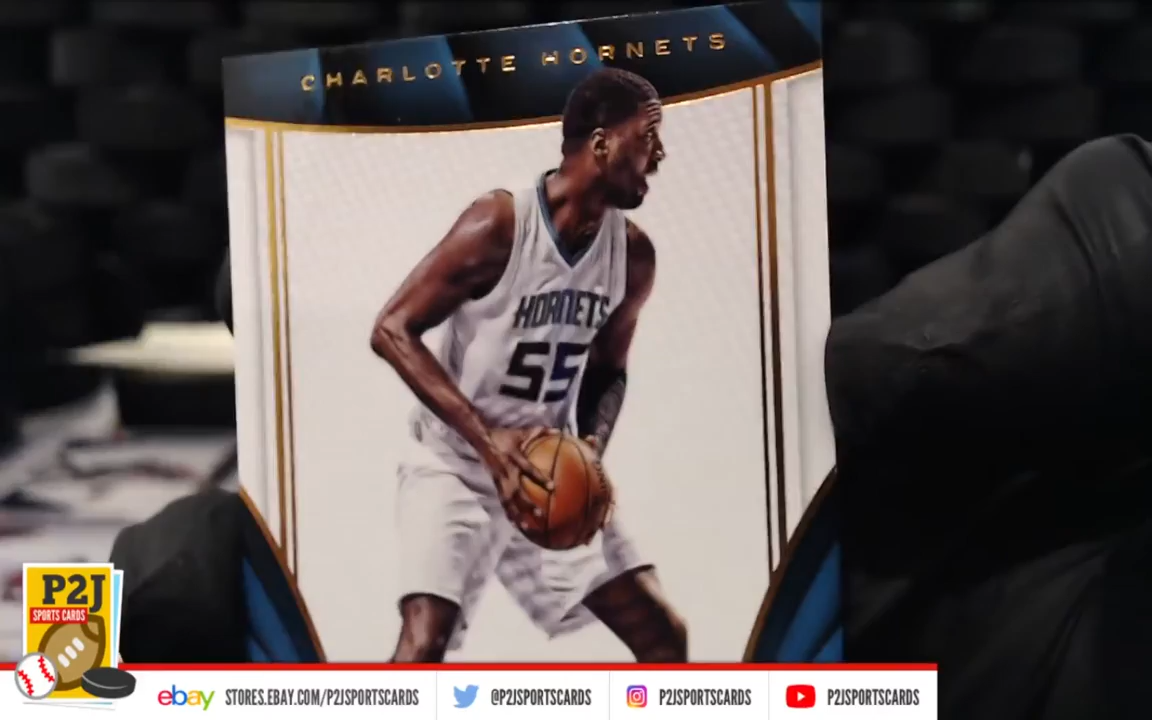 CHARLOTTE HORNETS
HORNETS
55
P2J
SPORTS CARDS
ebay STORES.EBAY.COM/P2JSPORTSCARDS @P2JSPORTSCARDS P2JSPORTSCARDS P2JSPORTSCARDS